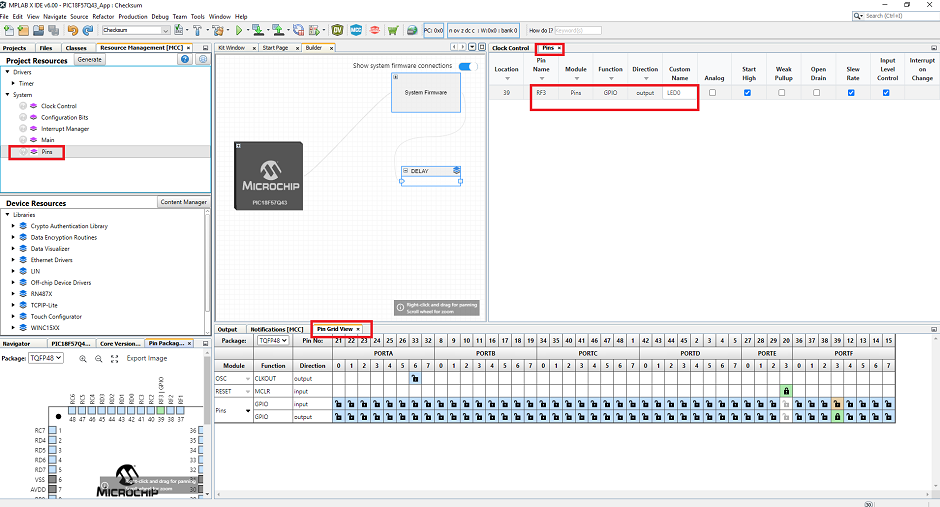 MPLAB X IDE v6.00 - PIC18F57Q43_App : Checksum
File Edit View Navigate Source Refactor Production Debug Team Tools Window Help
Search (Ctrl+I)
Checksum
PC: 0x0
n ov z dc c : W:0x0 : bank 0
How do I?
Keyword(s)
Projects Files Classes Resource Management [MCC] ×
Project Resources Generate
Drivers
Timer
System
Clock Control
Configuration Bits
Interrupt Manager
Main
Pins
Device Resources Content Manager
Libraries
Crypto Authentication Library
Data Encryption Routines
Data Visualizer
Ethernet Drivers
LIN
Off-chip Device Drivers
RN487X
TCPIP-Lite
Touch Configurator
WINC15XX
Kit Window × Start Page × Builder ×
Show system firmware connections
System Firmware
DELAY
MICROCHIP
PIC18F57Q43
Right-click and drag for panning
Scroll wheel for zoom
Clock Control Pins ×
Location Pin Name Module Function Direction Custom Name Analog Start High Weak Pullup Open Drain Slew Rate Input Level Control Interrupt on Change
39 RF3 Pins GPIO output LED0
Navigator PIC18F57Q4... Core Version... Pin Packag... ×
Package: TQFP48 Export Image
RC6 RC5 RC4 RD3 RD2 RD1 RD0 RC3 RC2 RF3 | GPIO RF2 RF1
48 47 46 45 44 43 42 41 40 39 38 37
RC7 1 36
RD4 2 35
RD5 3 34
RD6 4 33
RD7 5 32
VSS 6 31
AVDD 7 30
MICROCHIP
Right-click and drag for panning
Scroll wheel for zoom
Output Notifications [MCC] × Pin Grid View ×
Package: TQFP48 Pin No: 21 22 23 24 25 26 33 32 8 9 10 11 16 17 18 19 34 35 40 41 46 47 48 1 42 43 44 45 2 3 4 5 27 28 29 20 36 37 38 39 12 13 14 15
PORTA PORTB PORTC PORTD PORTE PORTF
Module Function Direction 0 1 2 3 4 5 6 7 0 1 2 3 4 5 6 7 0 1 2 3 4 5 6 7 0 1 2 3 4 5 6 7 0 1 2 3 0 1 2 3 4 5 6 7
OSC CLKOUT output
RESET MCLR input
Pins GPIO input
GPIO output